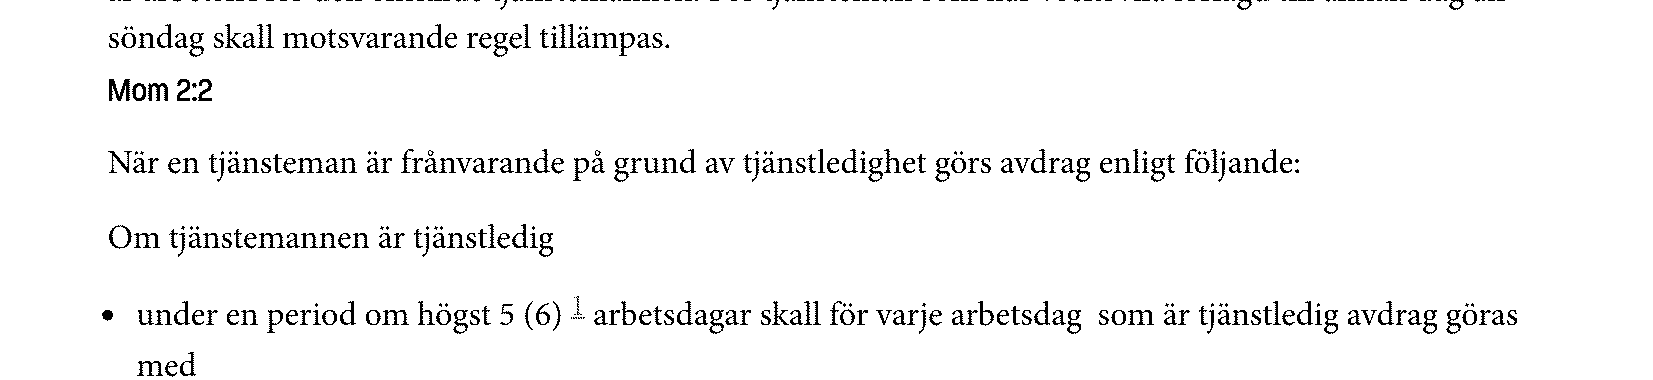 söndag skall motsvarande regel tillämpas.
Mom 2:2
När en tjänsteman är frånvarande på grund av tjänstledighet görs avdrag enligt följande:
Om tjänstemannen är tjänstledig
• under en period om högst 5 (6) 1 arbetsdagar skall för varje arbetsdag  som är tjänstledig avdrag göras
med